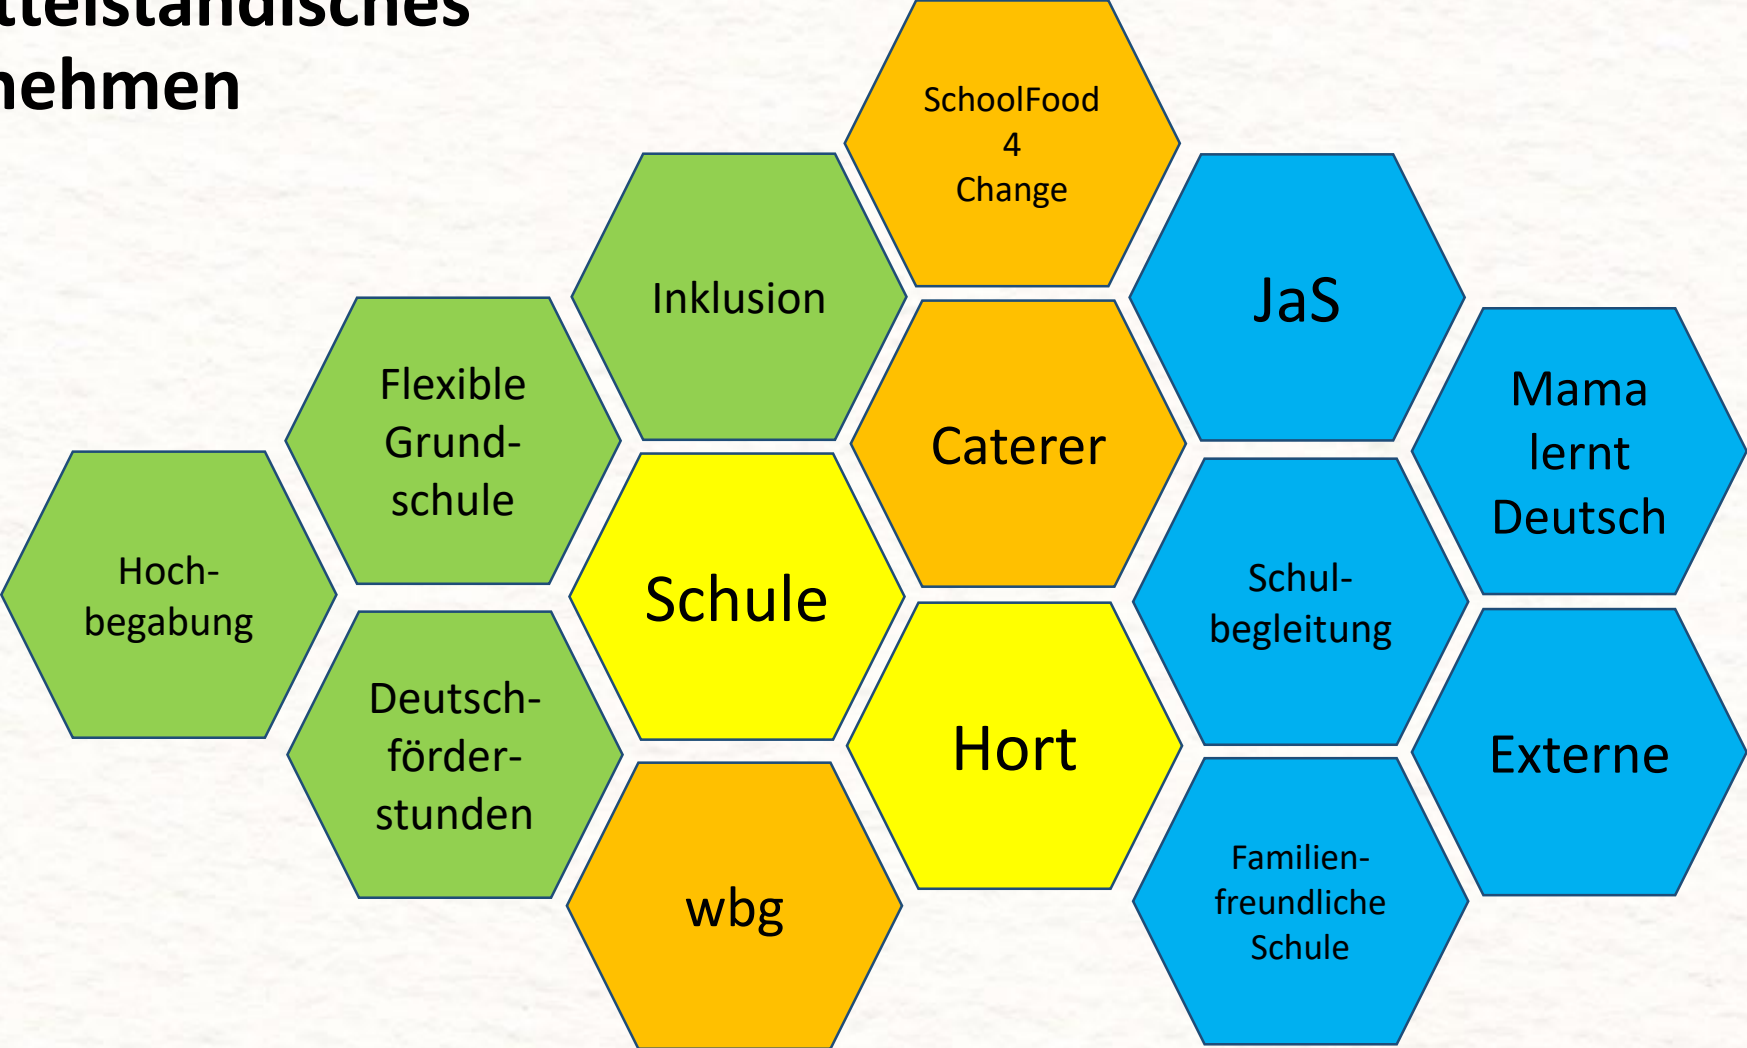 ttelständisches
nehmen
SchoolFood
4
Change
Inklusion
JaS
Flexible
Grund-
schule
Caterer
Mama
lernt
Deutsch
Hoch-
begabung
Schule
Schul-
begleitung
Deutsch-
förder-
stunden
Hort
Externe
wbg
Familien-
freundliche
Schule